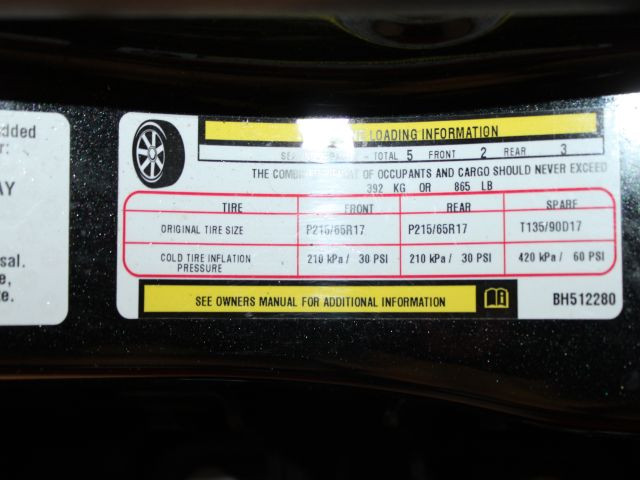 dded
r:
AY
sal.
e,
te.
LOADING INFORMATION
TOTAL 5 FRONT 2 REAR 3
THE OF OCCUPANTS AND CARGO SHOULD NEVER EXCEED
392 KG OR 865 LB
TIRE FRONT REAR SPARE
ORIGINAL TIRE SIZE P215/65R17 P215/65R17 T135/90D17
COLD TIRE INFLATION PRESSURE 210 kPa / 30 PSI 210 kPa / 30 PSI 420 kPa / 60 PSI
SEE OWNERS MANUAL FOR ADDITIONAL INFORMATION
BH512280